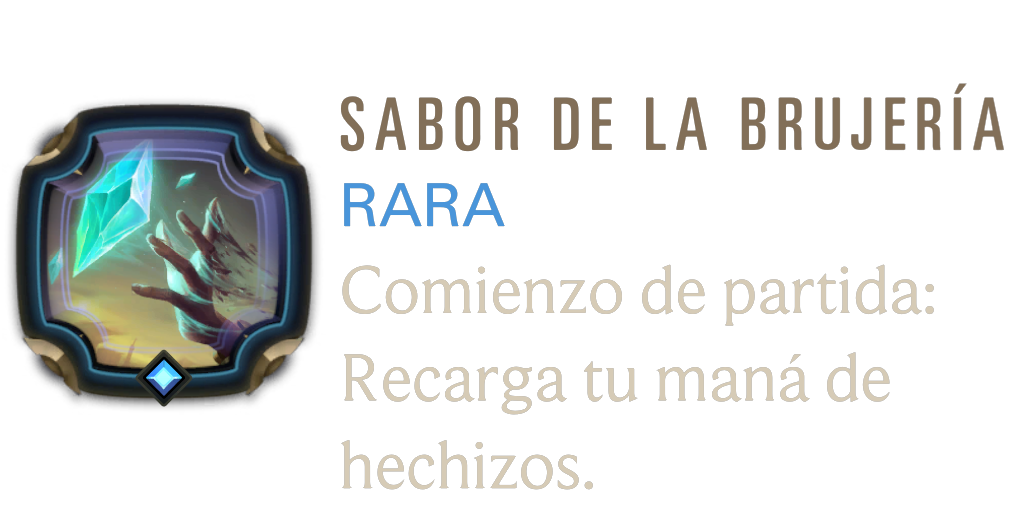 SABOR DE LA BRUJERÍA
RARA
Comienzo de partida:
Recarga tu maná de
hechizos.